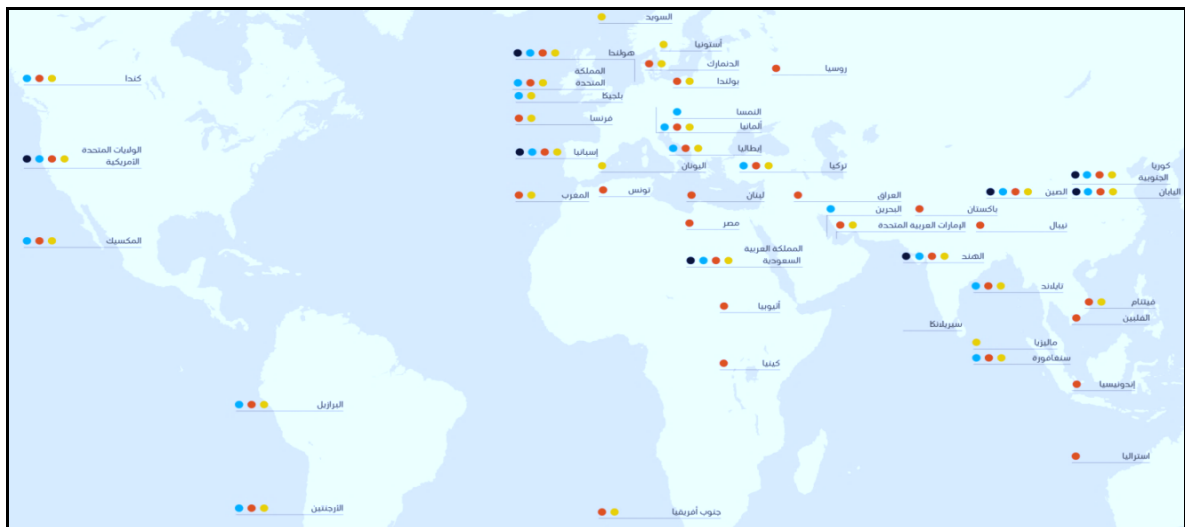 السويد
أستونيا
هولندا
الدنمارك
روسيا
المملكة
المتحدة
بولندا
كندا
بلجيكا
النمسا
فرنسا
ألمانيا
إيطاليا
إسبانيا
الولايات المتحدة
الأمريكية
اليونان
تركيا
كوريا
الجنوبية
الصين
اليابان
تونس
المغرب
لبنان
العراق
البحرين
باكستان
مصر
الإمارات العربية المتحدة
نيبال
المكسيك
المملكة العربية
السعودية
الهند
تايلاند
فيتنام
أثيوبيا
الفلبين
سيريلانكا
ماليزيا
سنغافورة
كينيا
إندونيسيا
البرازيل
استراليا
الأرجنتين
جنوب أفريقيا